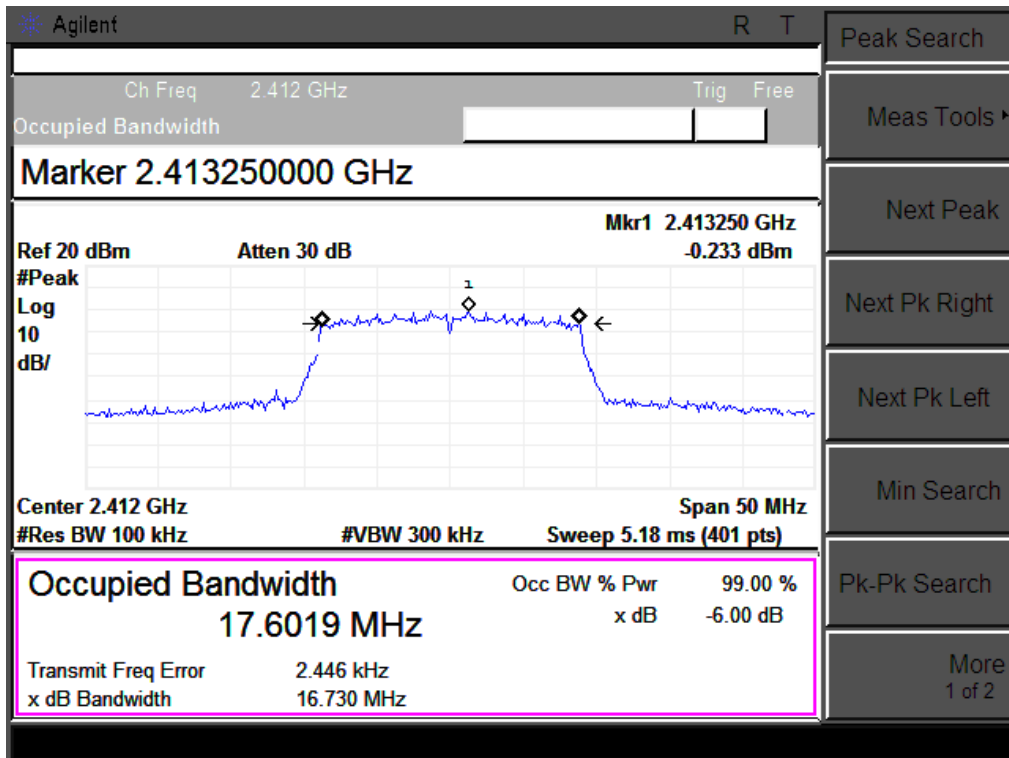 Agilent R T
Ch Freq 2.412 GHz Trig Free
Occupied Bandwidth
Marker 2.413250000 GHz
Mkr1 2.413250 GHz
Ref 20 dBm Atten 30 dB -0.233 dBm
#Peak
Log
10
dB/
1
Center 2.412 GHz Span 50 MHz
#Res BW 100 kHz #VBW 300 kHz Sweep 5.18 ms (401 pts)
Occupied Bandwidth
17.6019 MHz
Occ BW % Pwr 99.00 %
x dB -6.00 dB
Transmit Freq Error 2.446 kHz
x dB Bandwidth 16.730 MHz
Peak Search
Meas Tools
Next Peak
Next Pk Right
Next Pk Left
Min Search
Pk-Pk Search
More
1 of 2